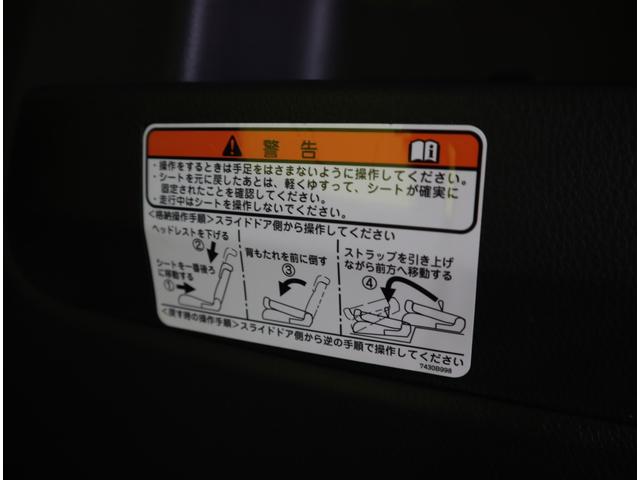 警告
・操作をするときは手足をはさまないように操作してください。
・シートを元に戻したあとは、軽くゆすって、シートが確実に
固定されたことを確認してください。
・走行中はシートを操作しないでください。
＜格納操作手順＞スライドドア側から操作してください
ヘッドレストを下げる
②
シートを一番後ろ
に移動する
①
背もたれを前に倒す
③
ストラップを引き上げ
ながら前方へ移動する
④
＜戻す時の操作手順＞スライドドア側から逆の手順で操作してください
7430B998